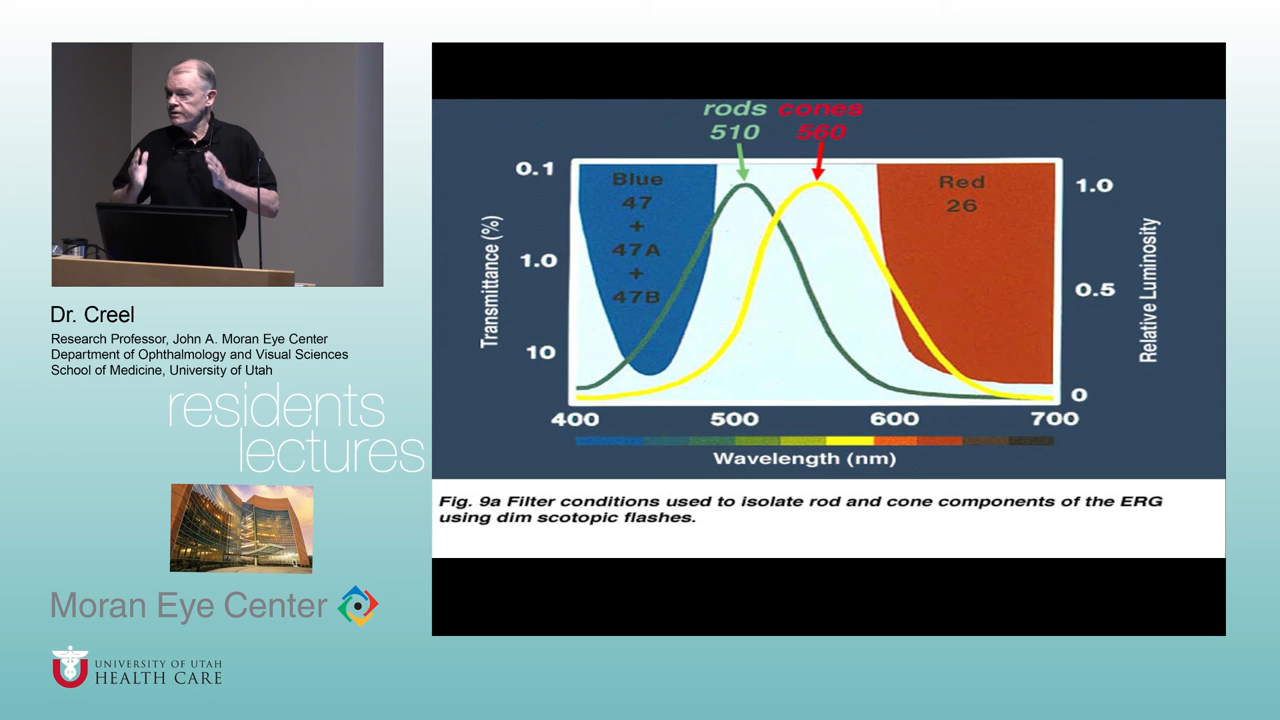 Dr. Creel
Research Professor, John A. Moran Eye Center
Department of Ophthalmology and Visual Sciences
School of Medicine, University of Utah
residents
lectures
Moran Eye Center
UNIVERSITY OF UTAH
HEALTH CARE
rods cones
510 560
0.1
1.0
10
Transmittance (%)
Blue
47
+
47A
+
47B
Red
26
1.0
0.5
0
Relative Luminosity
400 500 600 700
Wavelength (nm)
Fig. 9a Filter conditions used to isolate rod and cone components of the ERG
using dim scotopic flashes.